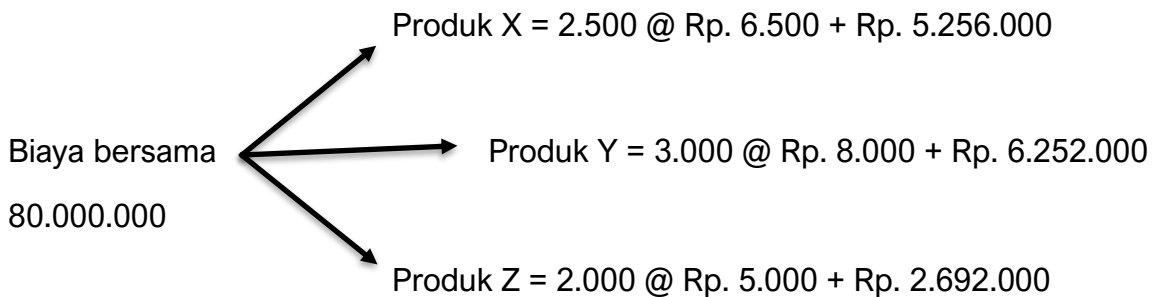 Produk X = 2.500 @ Rp. 6.500 + Rp. 5.256.000
Biaya bersama
Produk Y = 3.000 @ Rp. 8.000 + Rp. 6.252.000
80.000.000
Produk Z = 2.000 @ Rp. 5.000 + Rp. 2.692.000